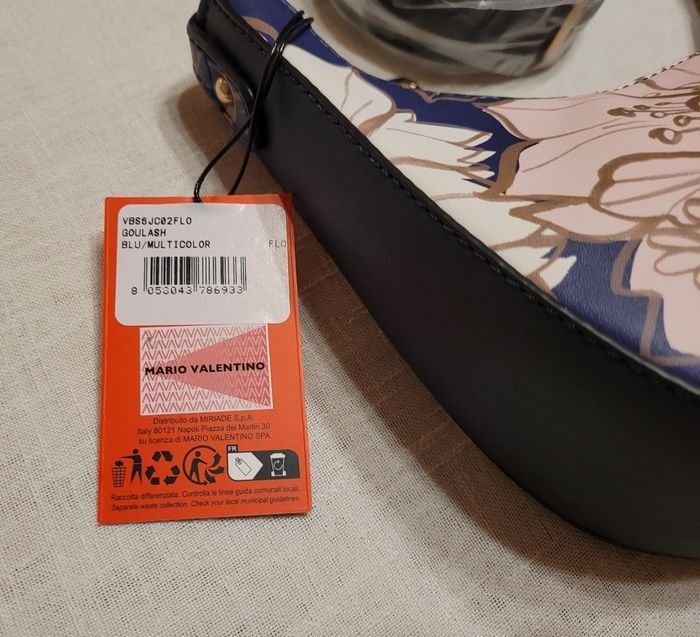 VBS6JC02FLO
GOULASH
BLU/MULTICOLOR FLO
8 053043 786933
MARIO VALENTINO
Distribuito da MIRIADE S.p.A.
Italy 80121 Napoli Piazza dei Martiri 30
su licenza di MARIO VALENTINO SPA
FR
Raccolta differenziata. Controlla le linee guida comunali locali.
Separate waste collection. Check your local municipal guidelines.